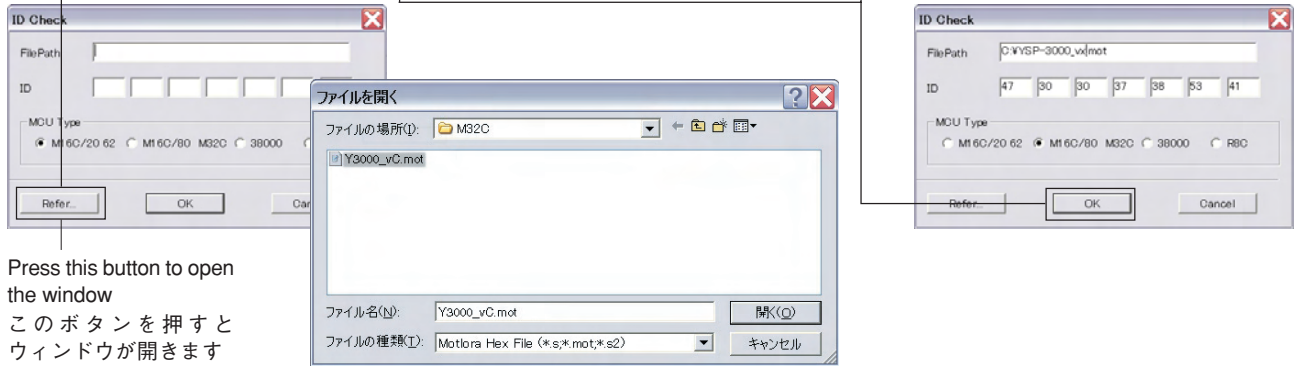 ID Check
FilePath
ID
MCU Type
M16C/20 62 M16C/80 M32C 38000
Refer...
OK
Press this button to open
the window
このボタンを押すと
ウィンドウが開きます
ファイルを開く
ファイルの場所(I): M32C
Y3000_vC.mot
ファイル名(N): Y3000_vC.mot 開く(O)
ファイルの種類(T): Motlora Hex File (*.s;*.mot;*.s2) キャンセル
ID Check
FilePath C:¥YSP-3000_vx.mot
ID 47 30 30 37 38 53 41
MCU Type
M16C/20 62 M16C/80 M32C 38000 R8C
Refer...
OK
Cancel